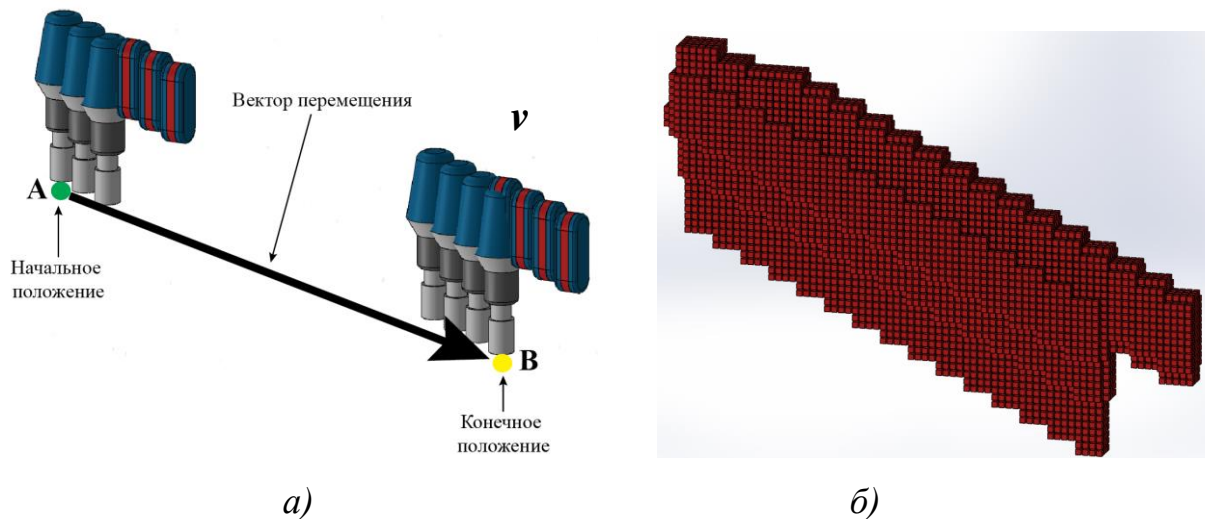 Вектор перемещения
v
A
Начальное
положение
B
Конечное
положение
а)
б)